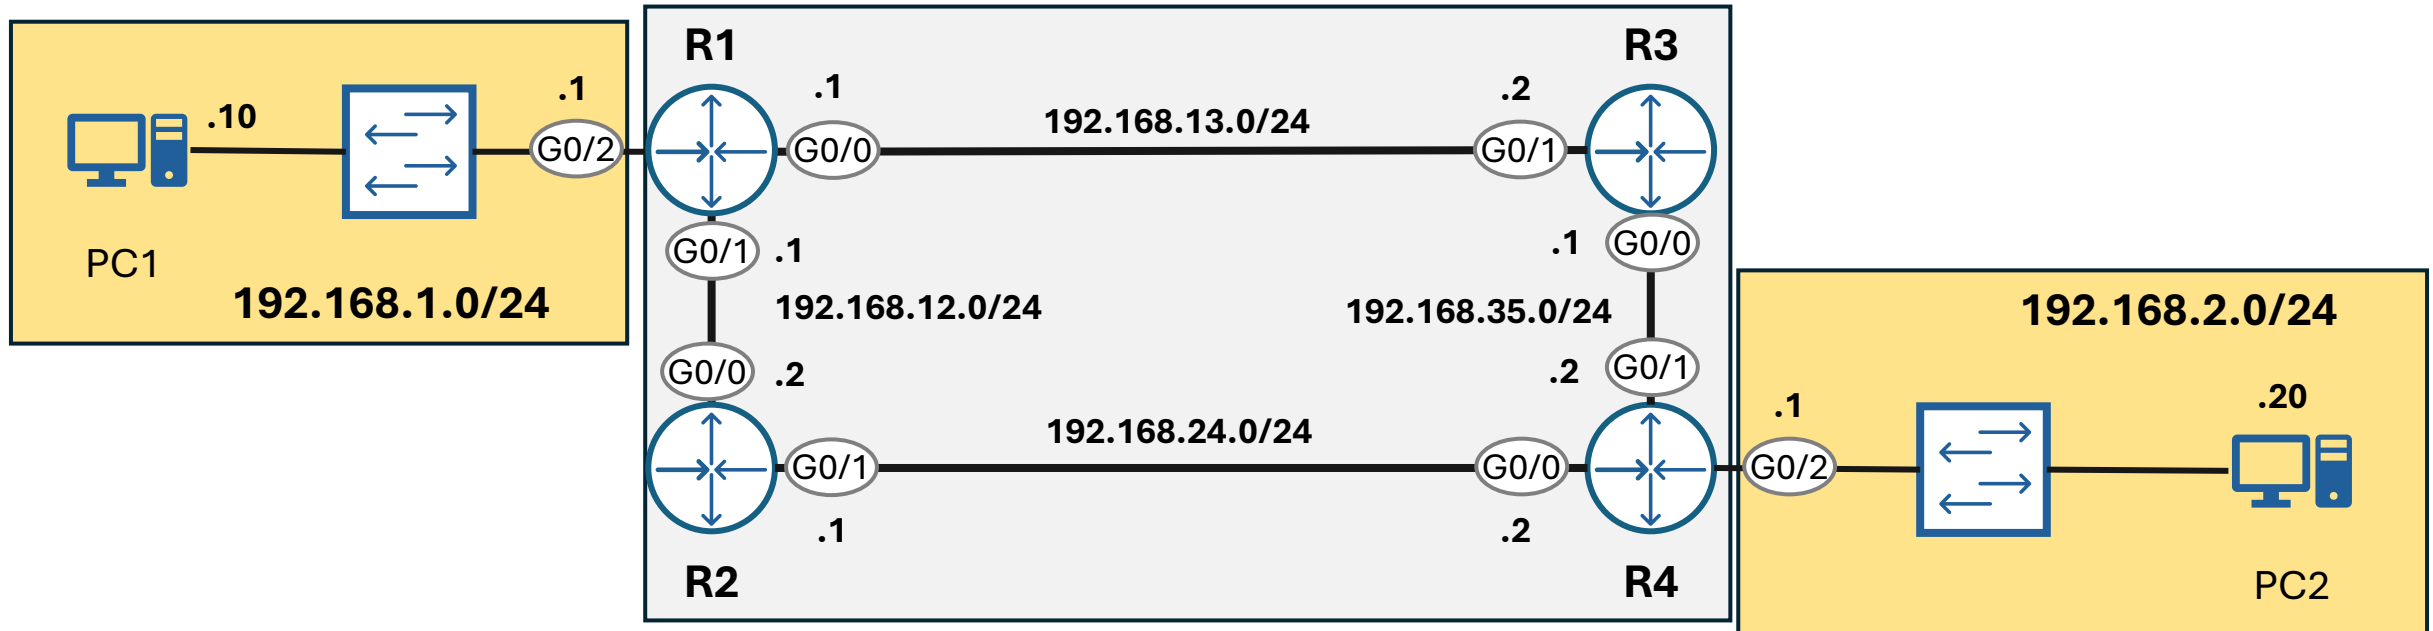 R1
R3
.1
.1
.2
.10
192.168.13.0/24
G0/2
G0/0
G0/1
PC1
G0/1
.1
.1
G0/0
192.168.1.0/24
192.168.12.0/24
192.168.35.0/24
192.168.2.0/24
G0/0
.2
.2
G0/1
.1
.20
192.168.24.0/24
G0/1
G0/0
G0/2
.1
.2
R2
R4
PC2